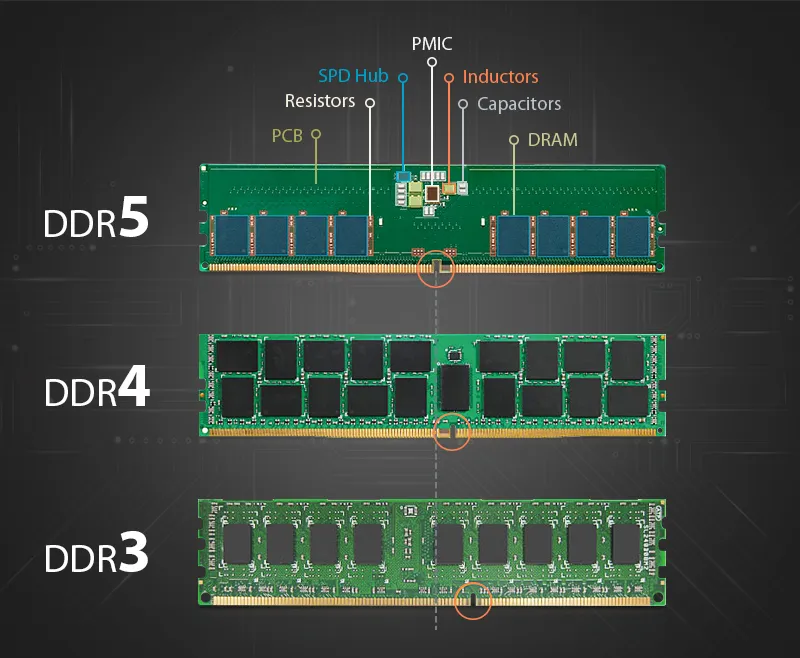 PMIC
SPD Hub
Inductors
Resistors
Capacitors
PCB
DRAM
DDR5
DDR4
DDR3